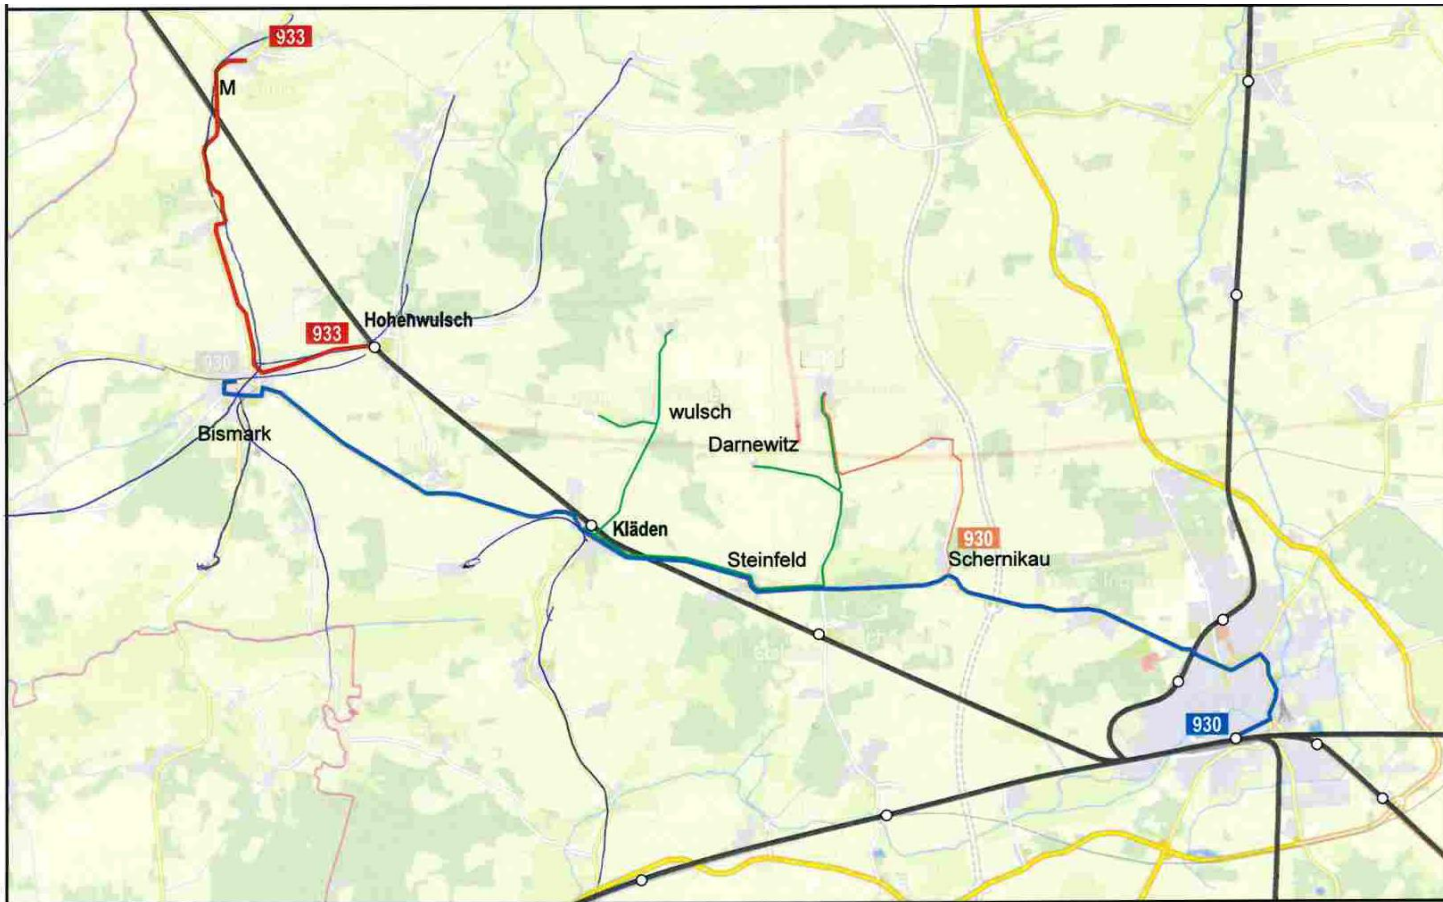 933
M
Hohenwulsch
933
930
Bismark
wulsch
Darnewitz
Kläden
Steinfeld
930
Schernikau
930